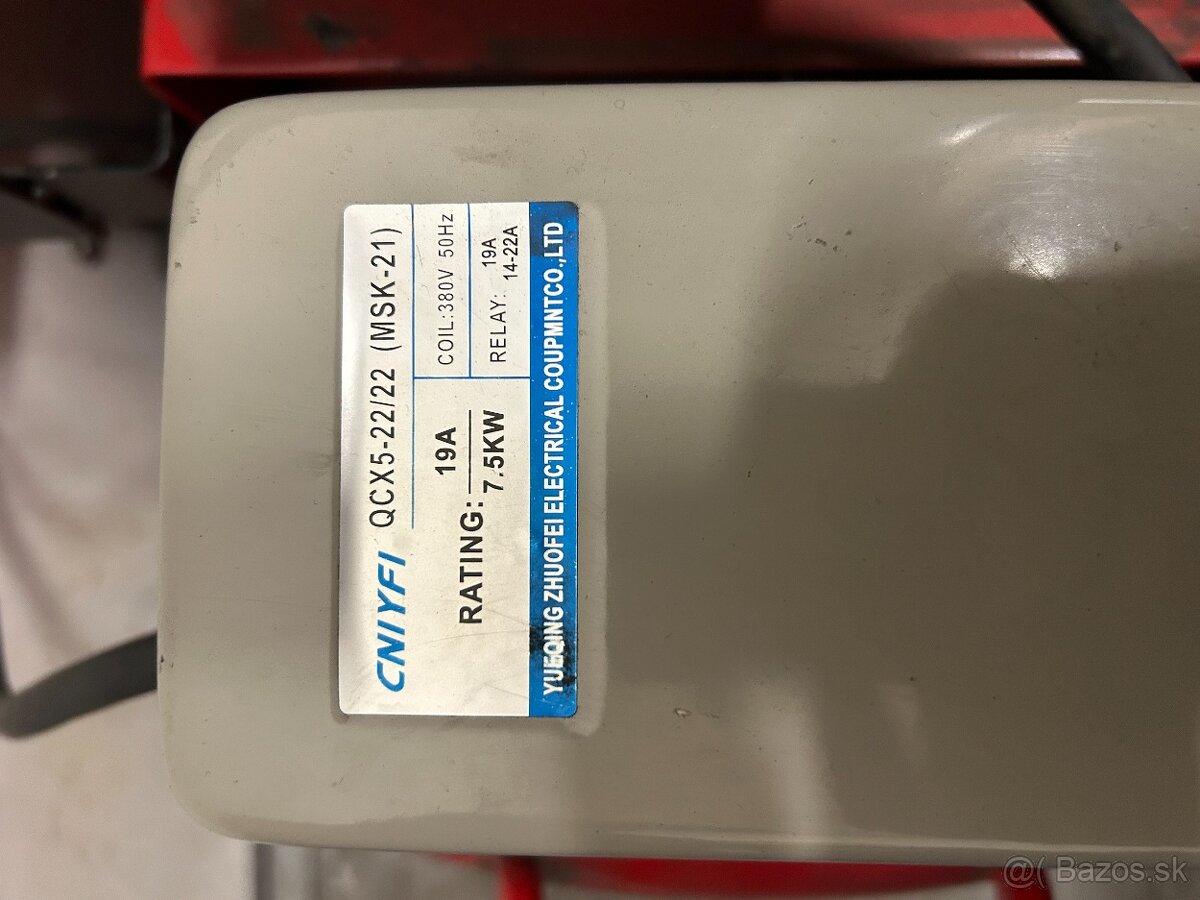 CNIYFI QCX5-22/22 (MSK-21)
RATING: 19A
7.5KW
COIL:380V 50Hz
RELAY: 19A
14-22A
YUEQING ZHUOFEI ELECTRICAL COUPMNTCO.,LTD
@( Bazos.sk